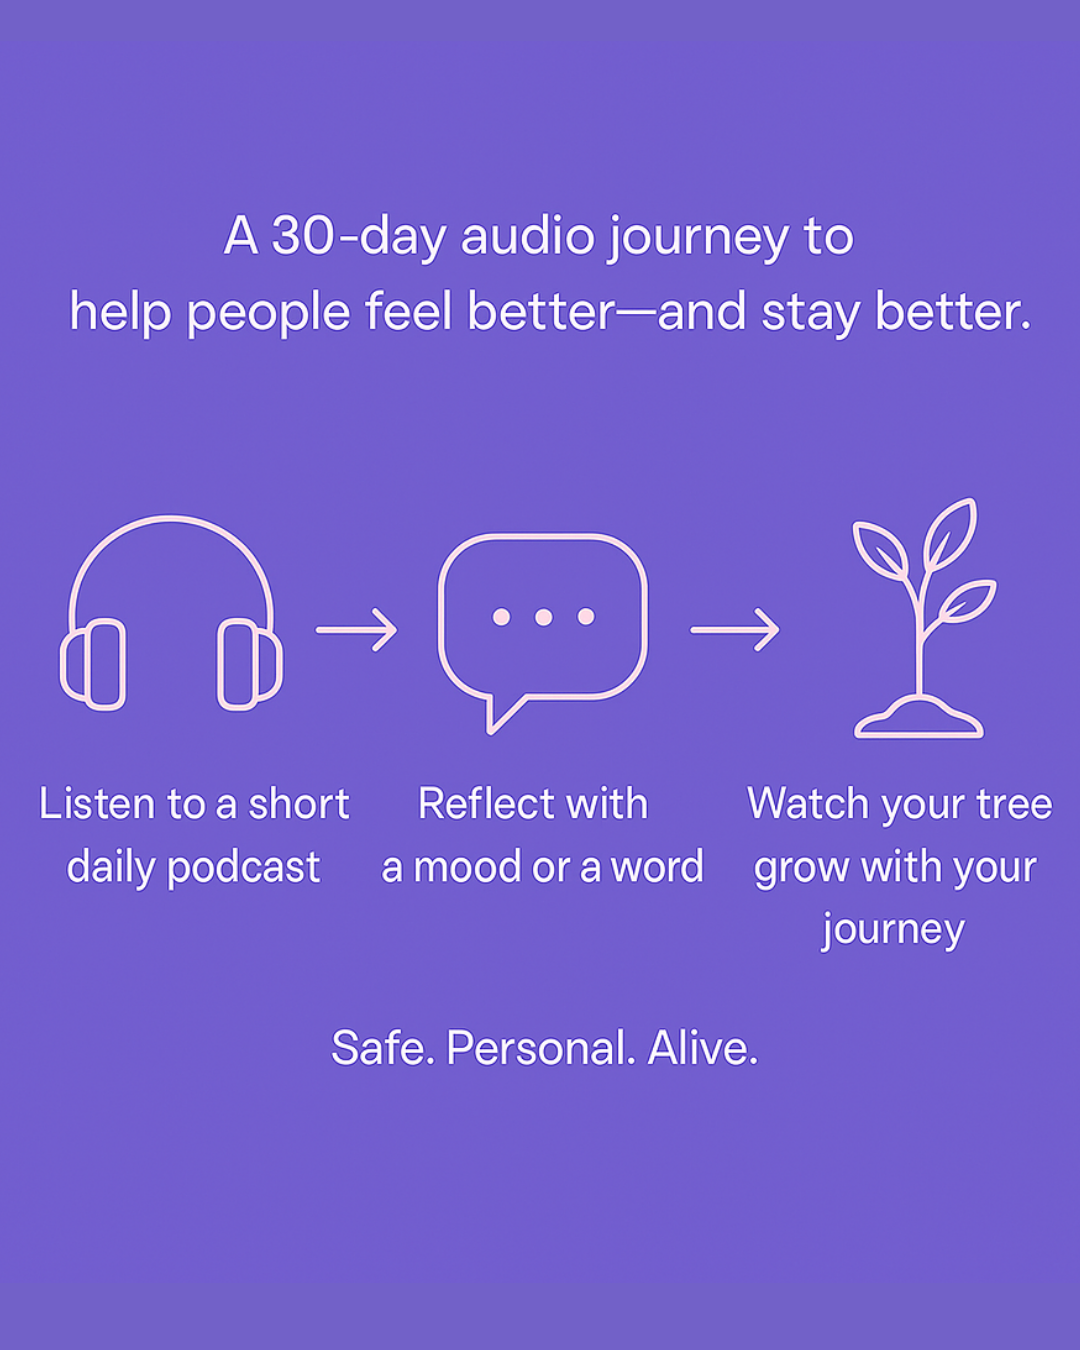 A 30-day audio journey to
help people feel better—and stay better.
Listen to a short
daily podcast
Reflect with
a mood or a word
Watch your tree
grow with your
journey
Safe. Personal. Alive.